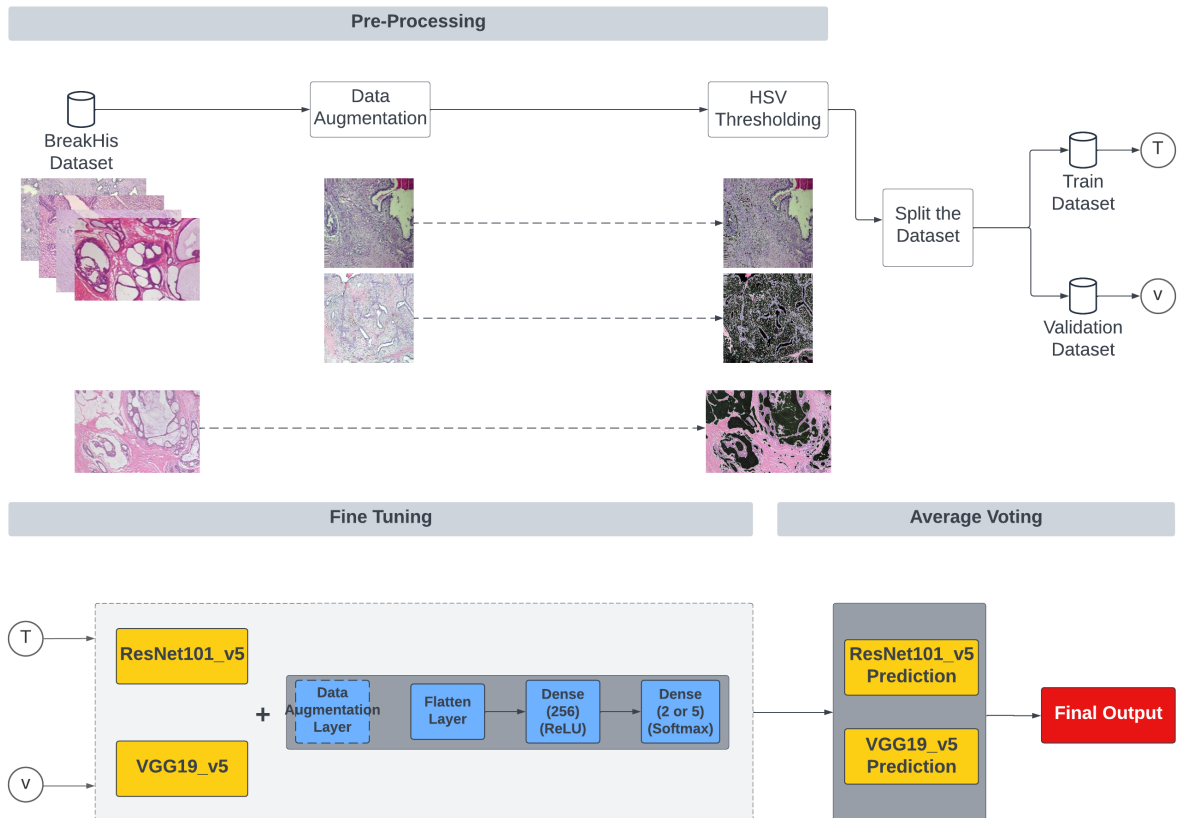 Pre-Processing
BreakHis
Dataset
Data
Augmentation
HSV
Thresholding
Split the
Dataset
Train
Dataset
T
Validation
Dataset
v
Fine Tuning
Average Voting
T
v
ResNet101_v5
VGG19_v5
+
Data
Augmentation
Layer
Flatten
Layer
Dense
(256)
(ReLU)
Dense
(2 or 5)
(Softmax)
ResNet101_v5
Prediction
VGG19_v5
Prediction
Final Output